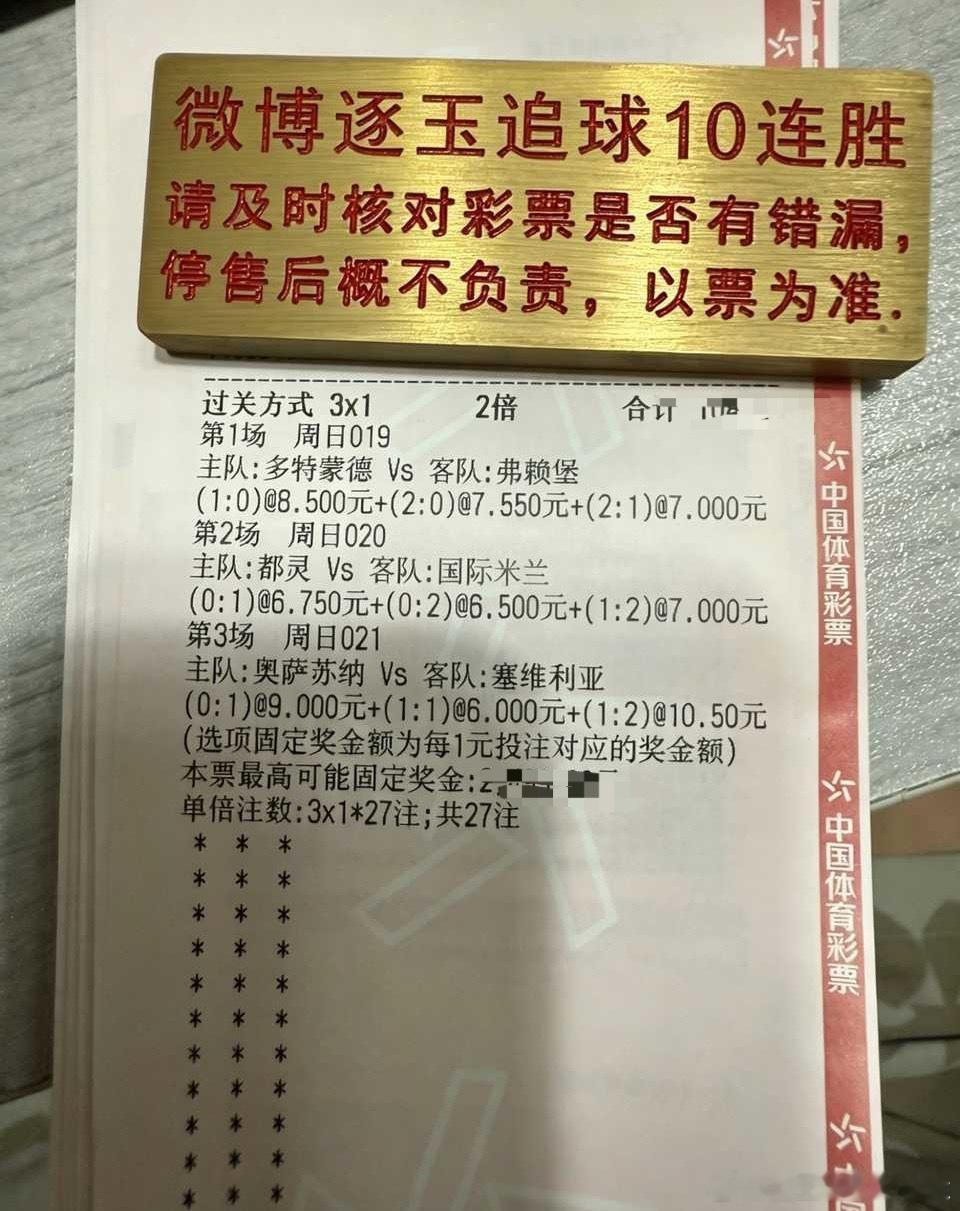 微博逐玉追球10连胜
请及时核对彩票是否有错漏，
停售后概不负责，以票为准.
过关方式 3x1 2倍 合计
第1场 周日019
主队:多特蒙德 Vs 客队:弗赖堡
(1:0)@8.500元+(2:0)@7.550元+(2:1)@7.000元
第2场 周日020
主队:都灵 Vs 客队:国际米兰
(0:1)@6.750元+(0:2)@6.500元+(1:2)@7.000元
第3场 周日021
主队:奥萨苏纳 Vs 客队:塞维利亚
(0:1)@9.000元+(1:1)@6.000元+(1:2)@10.50元
(选项固定奖金额为每1元投注对应的奖金额)
本票最高可能固定奖金:
单倍注数:3x1*27注;共27注
* * *
* * *
* * *
* * *
* * *
* * *
* * *
* * *
* * *
* * *
* * *
中国体育彩票
中国体育彩票